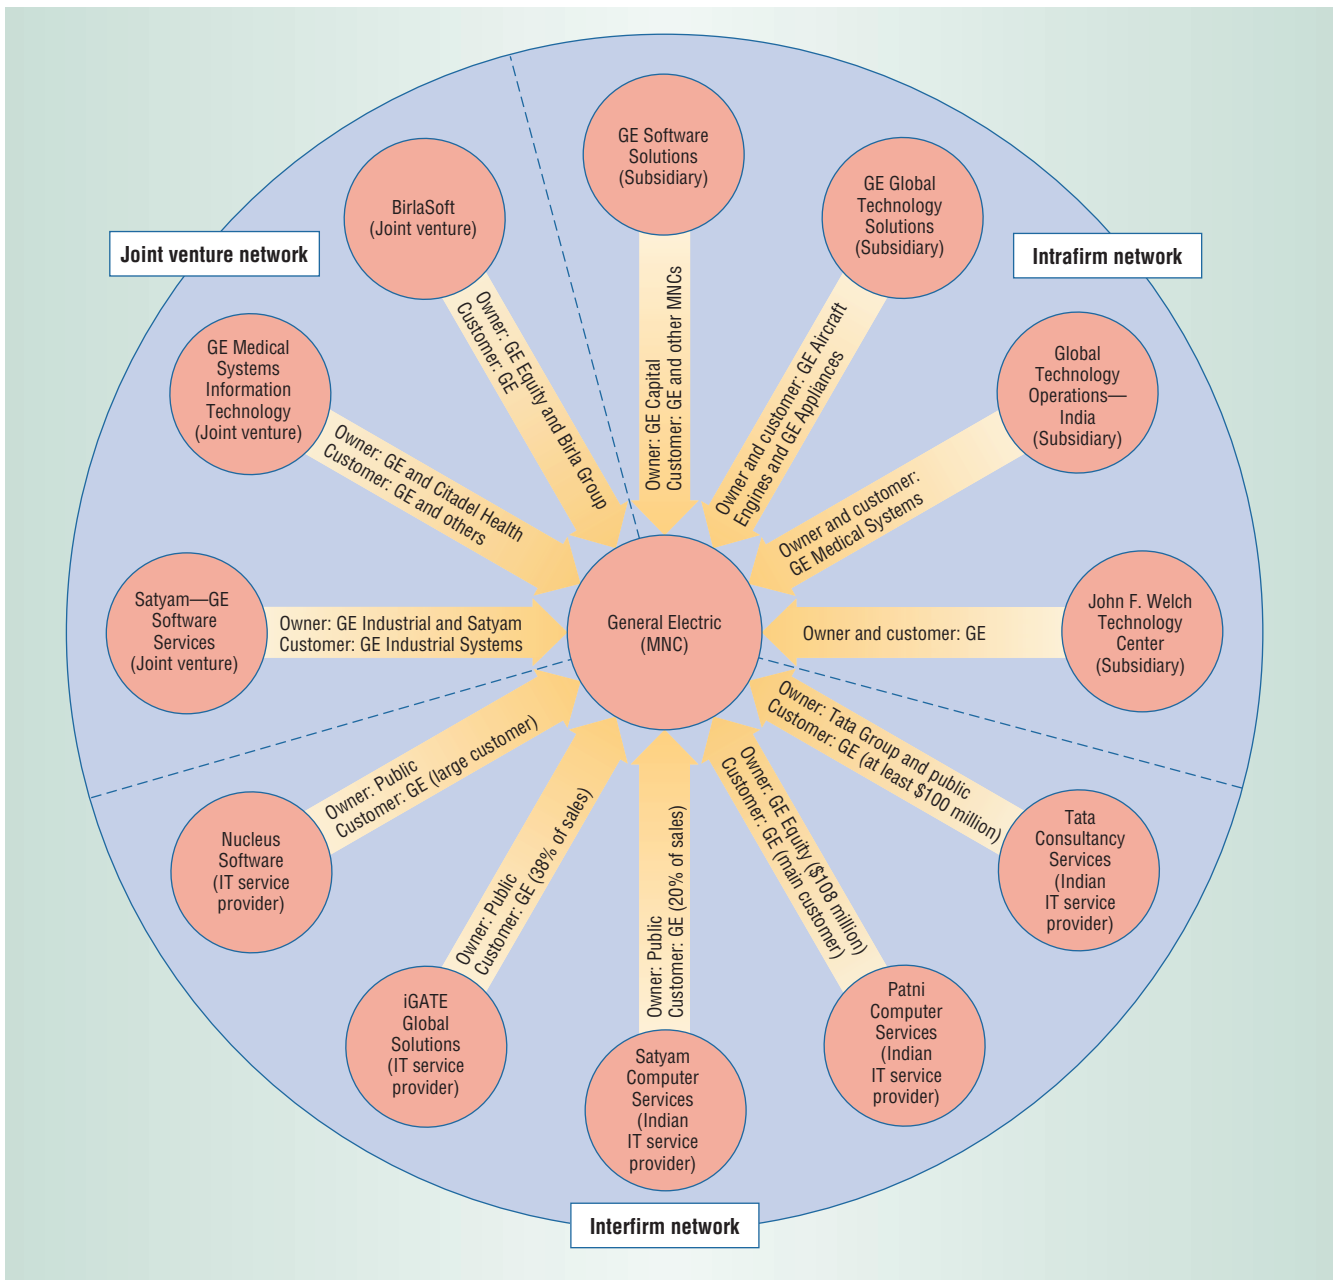 GE Software
Solutions
(Subsidiary)
GE Global
Technology
Solutions
(Subsidiary)
BirlaSoft
(Joint venture)
Joint venture network
Intrafirm network
Owner: GE Equity and Birla Group
Customer: GE
Owner: GE Capital
Customer: GE and other MNCs
Owner and customer: GE Aircraft
Engines and GE Appliances
GE Medical
Systems
Information
Technology
(Joint venture)
Global
Technology
Operations—
India
(Subsidiary)
Owner: GE and Citadel Health
Customer: GE and others
Owner and customer:
GE Medical Systems
Satyam—GE
Software
Services
(Joint venture)
Owner: GE Industrial and Satyam
Customer: GE Industrial Systems
General Electric
(MNC)
Owner and customer: GE
John F. Welch
Technology
Center
(Subsidiary)
Owner: Public
Customer: GE (large customer)
Owner: Public
Customer: GE (38% of sales)
Owner: Public
Customer: GE (20% of sales)
Owner: GE Equity ($108 million)
Customer: GE (main customer)
Owner: Tata Group and public
Customer: GE (at least $100 million)
Nucleus
Software
(IT service
provider)
Tata
Consultancy
Services
(Indian
IT service
provider)
iGATE
Global
Solutions
(IT service
provider)
Satyam
Computer
Services
(Indian
IT service
provider)
Patni
Computer
Services
(Indian
IT service
provider)
Interfirm network